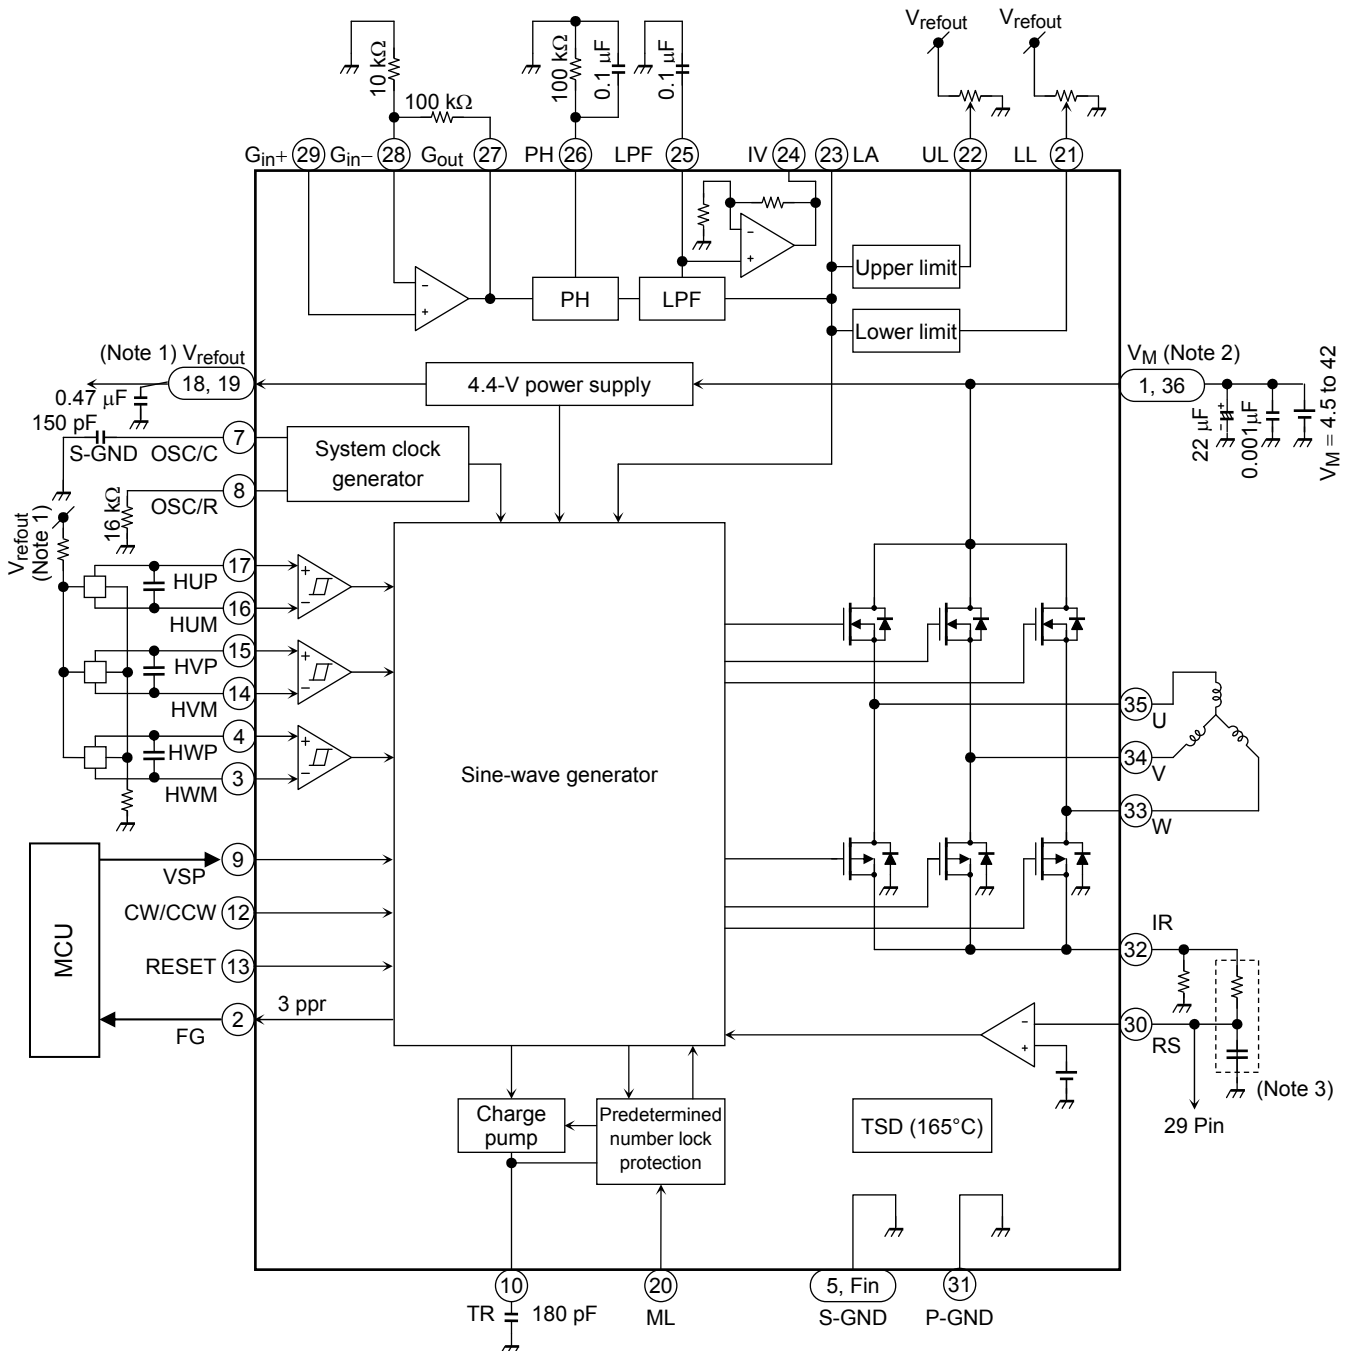 Vrefout Vrefout
10 kΩ
100 kΩ
100 kΩ
0.1 μF
0.1 μF
Gin+ 29 Gin− 28 Gout 27 PH 26 LPF 25 IV 24 23 LA UL 22 LL 21
−
+
−
+
PH
LPF
Upper limit
Lower limit
(Note 1) Vrefout
18, 19
0.47 μF
4.4-V power supply
VM (Note 2)
1, 36
22 μF
+
-
0.001μF
VM = 4.5 to 42
150 pF
S-GND OSC/C 7
System clock
generator
16 kΩ
OSC/R 8
Vrefout
(Note 1)
17
HUP
+
−
16
HUM
15
HVP
+
−
14
HVM
4
HWP
+
−
3
HWM
Sine-wave generator
35
U
34
V
33
W
MCU
9
VSP
CW/CCW 12
RESET 13
2
3 ppr
FG
IR
32
−
+
30
RS
(Note 3)
29 Pin
Charge
pump
Predetermined
number lock
protection
TSD (165°C)
10
TR 180 pF
20
ML
5, Fin
S-GND
31
P-GND